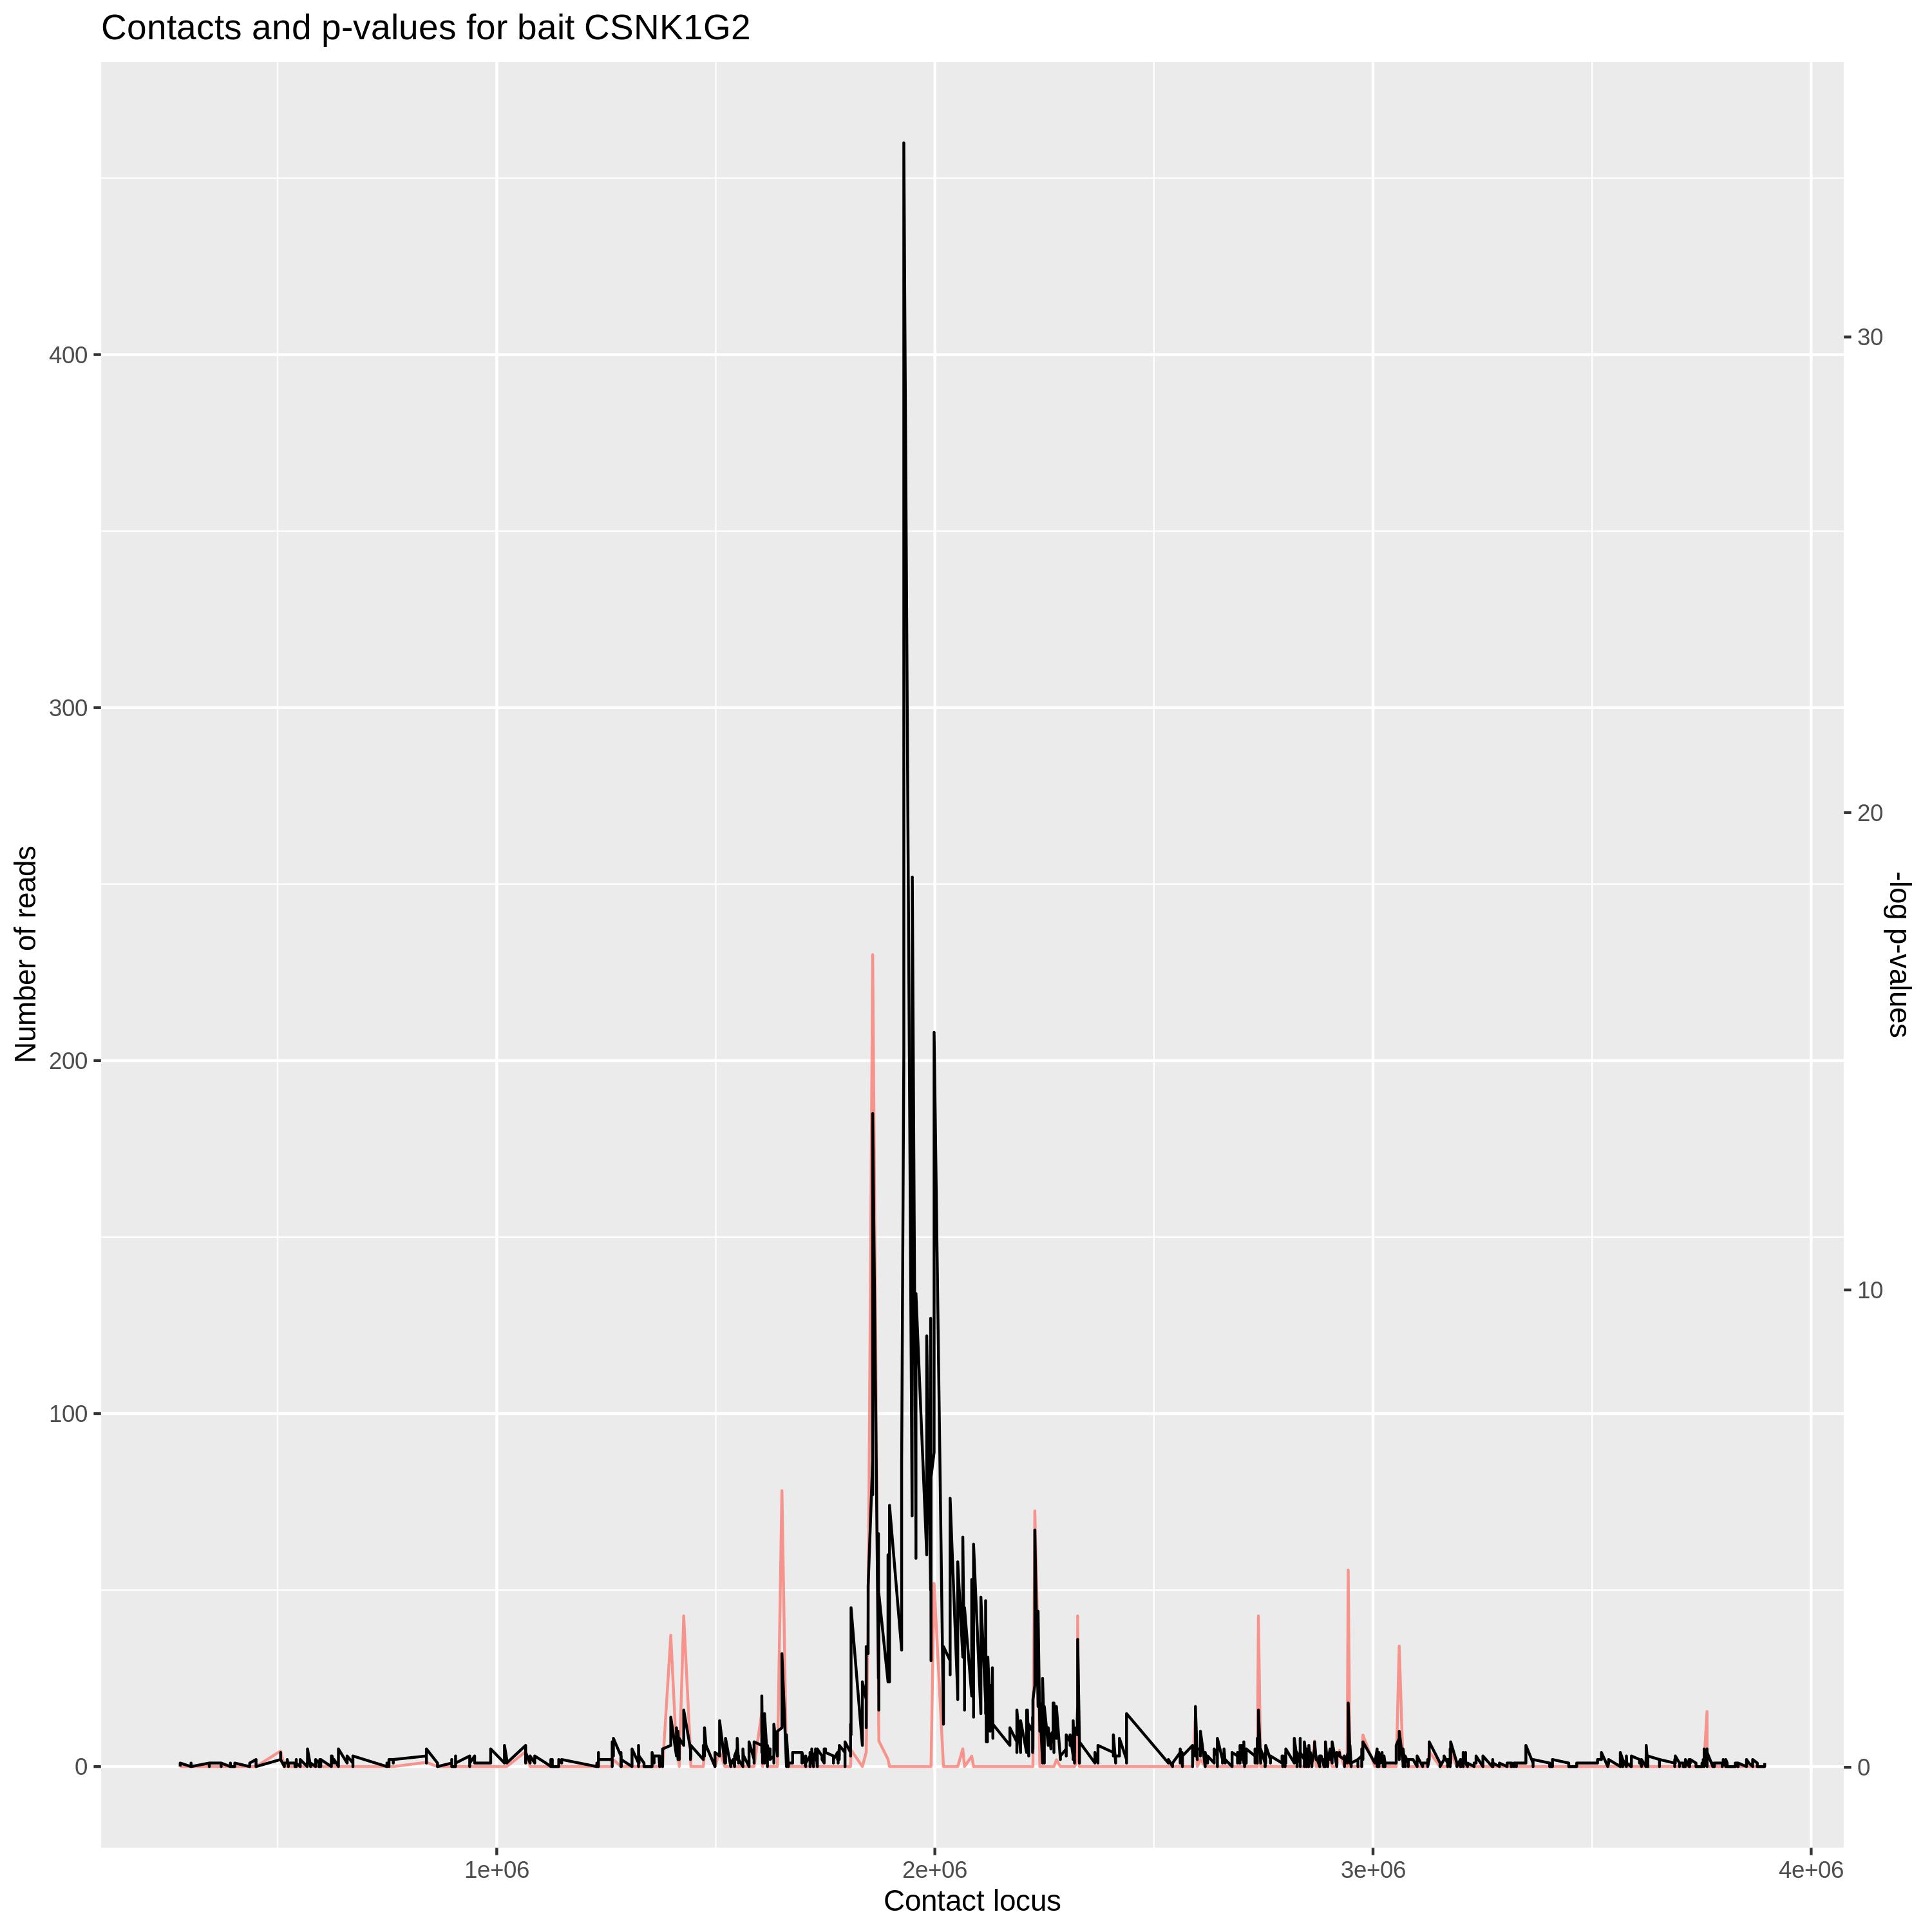 Contacts and p-values for bait CSNK1G2
Number of reads
400
300
200
100
0
30
20
10
0
-log p-values
1e+06
2e+06
3e+06
4e+06
Contact locus